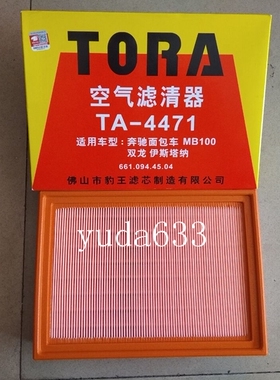 TORA
空气滤清器
TA-4471
适用车型：奔驰面包车 MB100
双龙 伊斯塔纳
661.094.45.04
佛山市豹王滤芯制造有限公司
yuda633